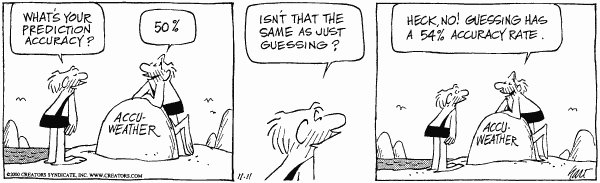 WHAT'S YOUR
PREDICTION
ACCURACY?
50%
ACCU-
WEATHER
©2010 CREATORS SYNDICATE, INC. WWW.CREATORS.COM
ISN'T THAT THE
SAME AS JUST
GUESSING?
11-11
HECK, NO! GUESSING HAS
A 54% ACCURACY RATE.
ACCU-
WEATHER
hart